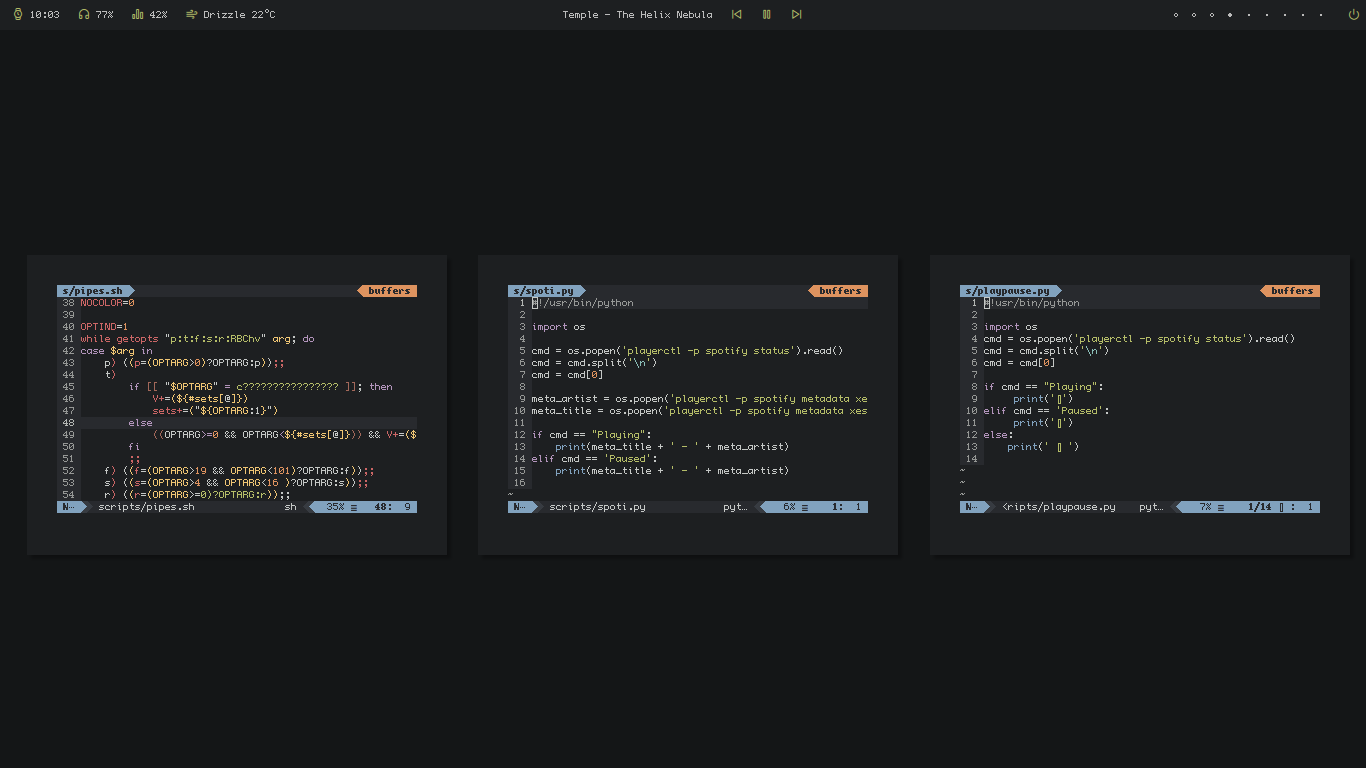 10:03 77% 42% Drizzle 22°C
Temple - The Helix Nebula
s/pipes.sh buffers
38 NOCOLOR=0
39
40 OPTIND=1
41 while getopts "p:t:f:s:r:RBChv" arg; do
42 case $arg in
43     p) ((p=(OPTARG>0)?OPTARG:p));;
44     t)
45         if [[ "$OPTARG" = c???????????????? ]]; then
46             V+=(${#sets[@]})
47             sets+=("${OPTARG:1}")
48         else
49             ((OPTARG>=0 && OPTARG<${#sets[@]})) && V+=($
50         fi
51         ;;
52     f) ((f=(OPTARG>19 && OPTARG<101)?OPTARG:f));;
53     s) ((s=(OPTARG>4 && OPTARG<16 )?OPTARG:s));;
54     r) ((r=(OPTARG>=0)?OPTARG:r));;
N… scripts/pipes.sh sh 35% ≡ 48: 9
s/spoti.py buffers
1 #!/usr/bin/python
2
3 import os
4
5 cmd = os.popen('playerctl -p spotify status').read()
6 cmd = cmd.split('\n')
7 cmd = cmd[0]
8
9 meta_artist = os.popen('playerctl -p spotify metadata xe
10 meta_title = os.popen('playerctl -p spotify metadata xes
11
12 if cmd == "Playing":
13     print(meta_title + ' - ' + meta_artist)
14 elif cmd == 'Paused':
15     print(meta_title + ' - ' + meta_artist)
16
~
N… scripts/spoti.py pyt… 6% ≡ 1: 1
s/playpause.py buffers
1 #!usr/bin/python
2
3 import os
4 cmd = os.popen('playerctl -p spotify status').read()
5 cmd = cmd.split('\n')
6 cmd = cmd[0]
7
8 if cmd == "Playing":
9     print('▯')
10 elif cmd == 'Paused':
11     print('▯')
12 else:
13     print(' ▯ ')
14
~
~
~
N… <ripts/playpause.py pyt… 7% ≡ 1/14 ▯ : 1